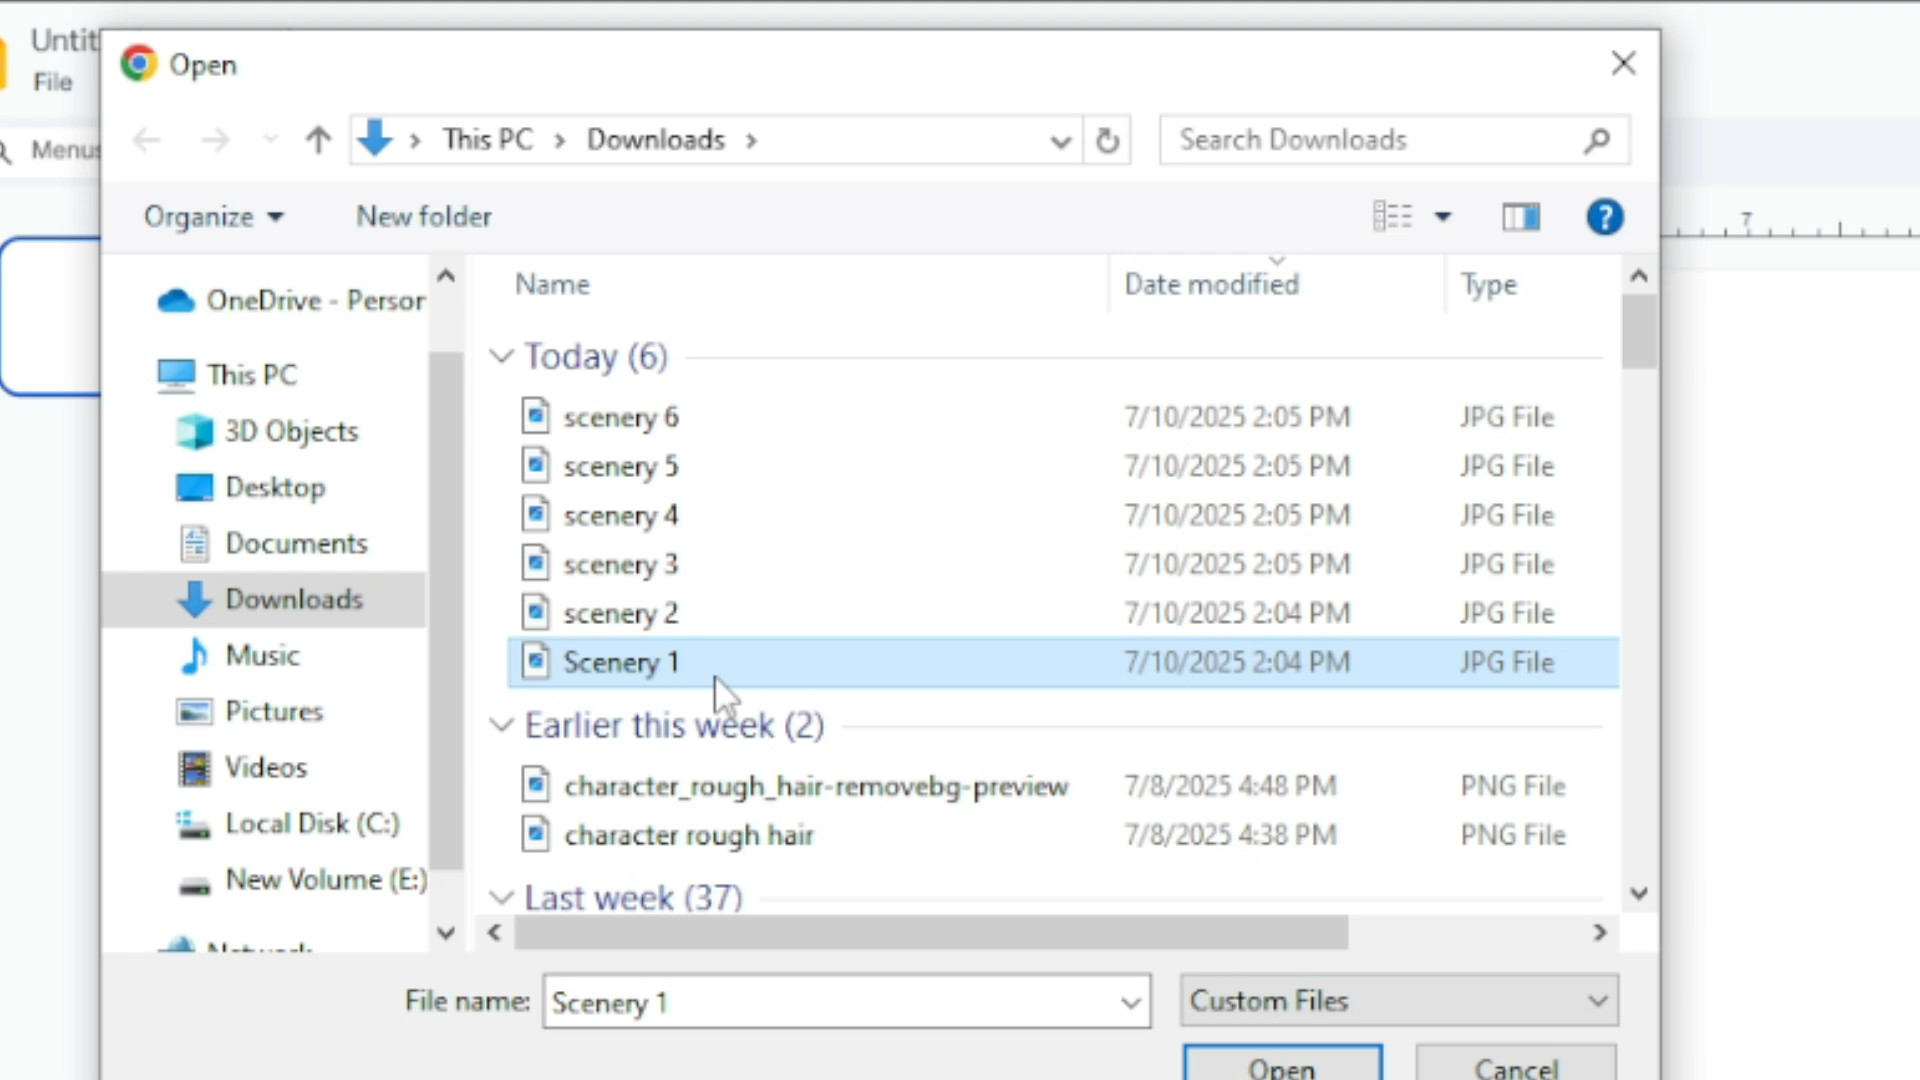 Untit
File
Menus
Open
This PC > Downloads >
Search Downloads
Organize
New folder
?
7
OneDrive - Person
This PC
3D Objects
Desktop
Documents
Downloads
Music
Pictures
Videos
Local Disk (C:)
New Volume (E:)
Network
Name Date modified Type
Today (6)
scenery 6 7/10/2025 2:05 PM JPG File
scenery 5 7/10/2025 2:05 PM JPG File
scenery 4 7/10/2025 2:05 PM JPG File
scenery 3 7/10/2025 2:05 PM JPG File
scenery 2 7/10/2025 2:04 PM JPG File
Scenery 1 7/10/2025 2:04 PM JPG File
Earlier this week (2)
character_rough_hair-removebg-preview 7/8/2025 4:48 PM PNG File
character rough hair 7/8/2025 4:38 PM PNG File
Last week (37)
File name: Scenery 1
Custom Files
Open
Cancel